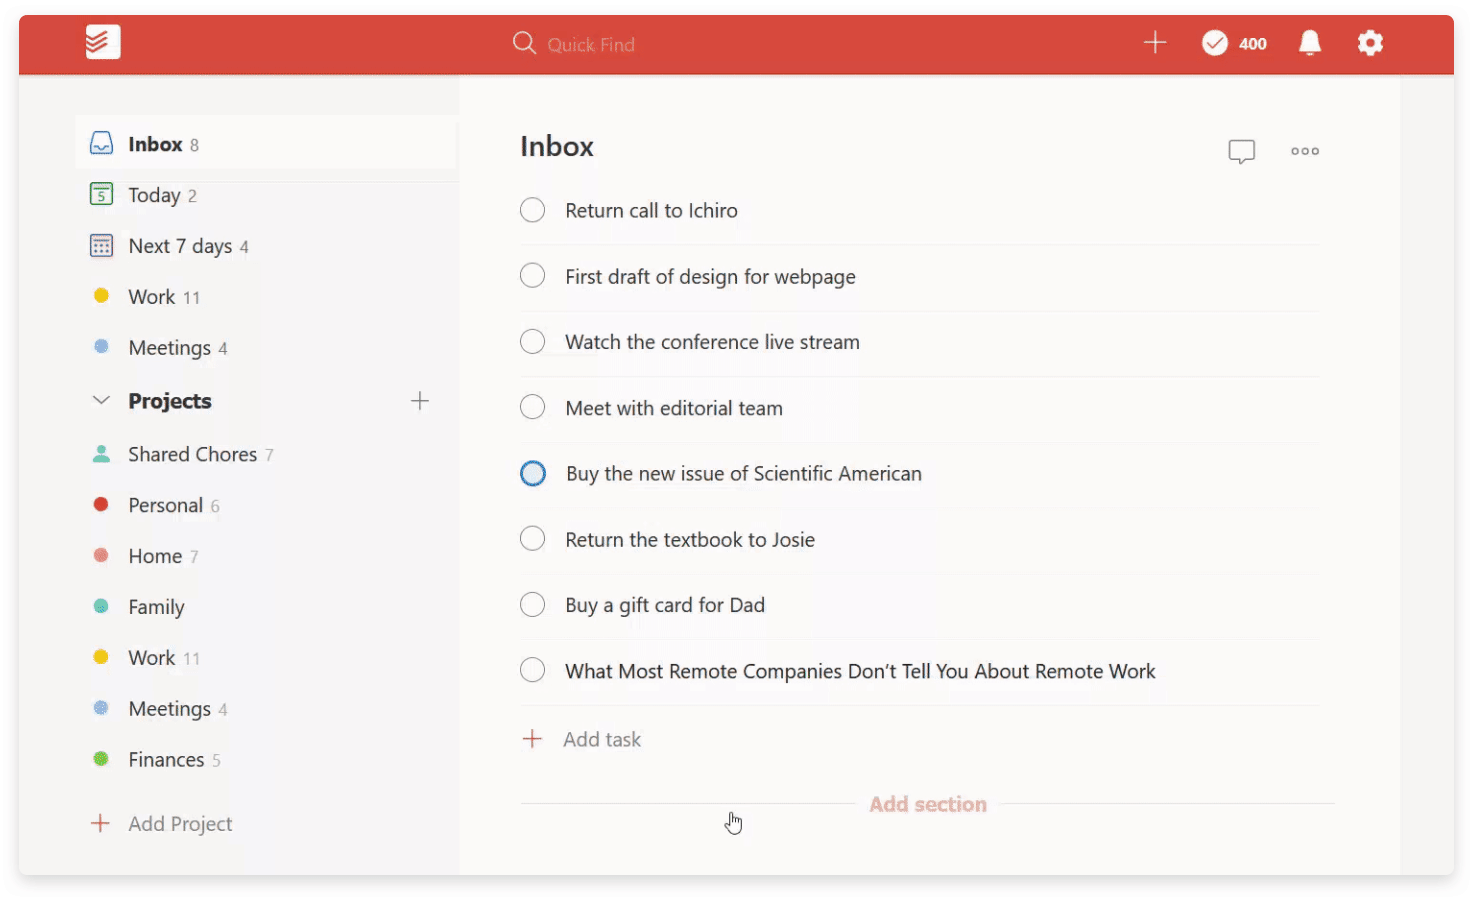 Quick Find
400
Inbox 8
5
Today 2
Next 7 days 4
Work 11
Meetings 4
Projects
Shared Chores 7
Personal 6
Home 7
Family
Work 11
Meetings 4
Finances 5
Add Project
Inbox
Return call to Ichiro
First draft of design for webpage
Watch the conference live stream
Meet with editorial team
Buy the new issue of Scientific American
Return the textbook to Josie
Buy a gift card for Dad
What Most Remote Companies Don’t Tell You About Remote Work
Add task
Add section